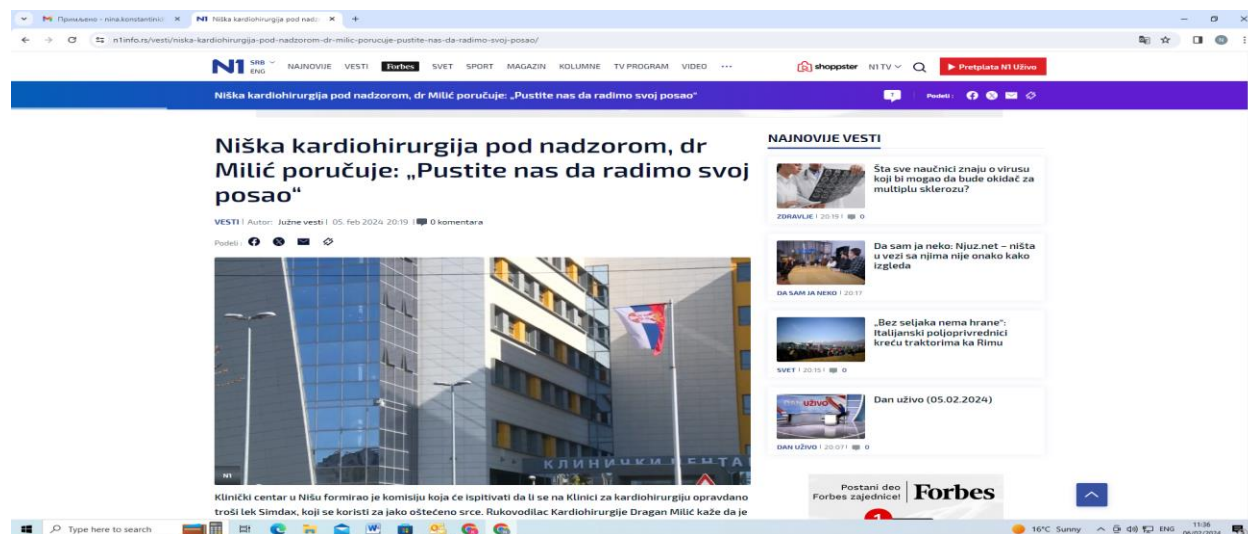 Примљено - nina.konstantinic
N1 Niška kardiohirurgija pod nadz
n1info.rs/vesti/niska-kardiohirurgija-pod-nadzorom-dr-milic-porucuje-pustite-nas-da-radimo-svoj-posao/
N1 SRB ENG NAJNOVIJE VESTI Forbes SVET SPORT MAGAZIN KOLUMNE TV PROGRAM VIDEO ... shoppster N1 TV Pretplata N1 Uživo
Niška kardiohirurgija pod nadzorom, dr Milić poručuje: „Pustite nas da radimo svoj posao“ Podeli:
Niška kardiohirurgija pod nadzorom, dr
Milić poručuje: „Pustite nas da radimo svoj
posao“
VESTI | Autor: Južne vesti | 05. feb 2024 20:19 | 0 komentara
Podeli:
N1
КЛИНИЧКИ ЦЕНТА
Klinički centar u Nišu formirao je komisiju koja će ispitivati da li se na Klinici za kardiohirurgiju opravdano
troši lek Simdax, koji se koristi za jako oštećeno srce. Rukovodilac Kardiohirurgije Dragan Milić kaže da je
NAJNOVIJE VESTI
Šta sve naučnici znaju o virusu
koji bi mogao da bude okidač za
multiplu sklerozu?
ZDRAVLJE | 20:19 | 0
Da sam ja neko: Njuz.net – ništa
u vezi sa njima nije onako kako
izgleda
DA SAM JA NEKO | 20:17
„Bez seljaka nema hrane“:
Italijanski poljoprivrednici
kreću traktorima ka Rimu
SVET | 20:15 | 0
UŽIVO
Dan uživo (05.02.2024)
DAN UŽIVO | 20:07 | 0
Postani deo
Forbes zajednice! Forbes
1
Type here to search
16°C Sunny ENG 11:36
06/02/2024